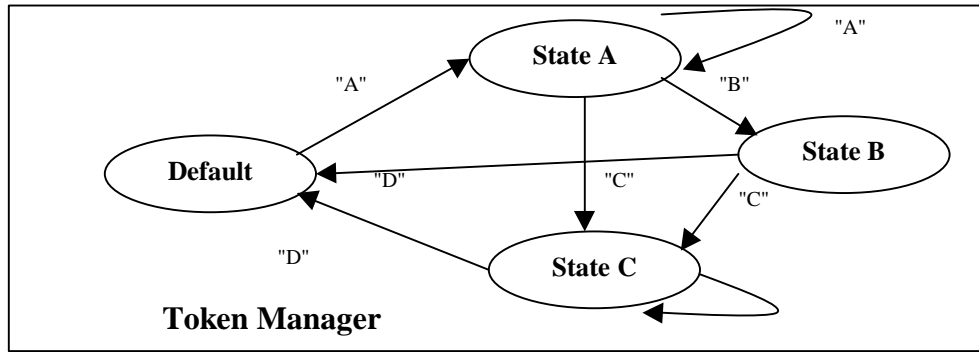 State A
"A"
"A"
"B"
Default
State B
"D"
"C"
"C"
"D"
State C
Token Manager